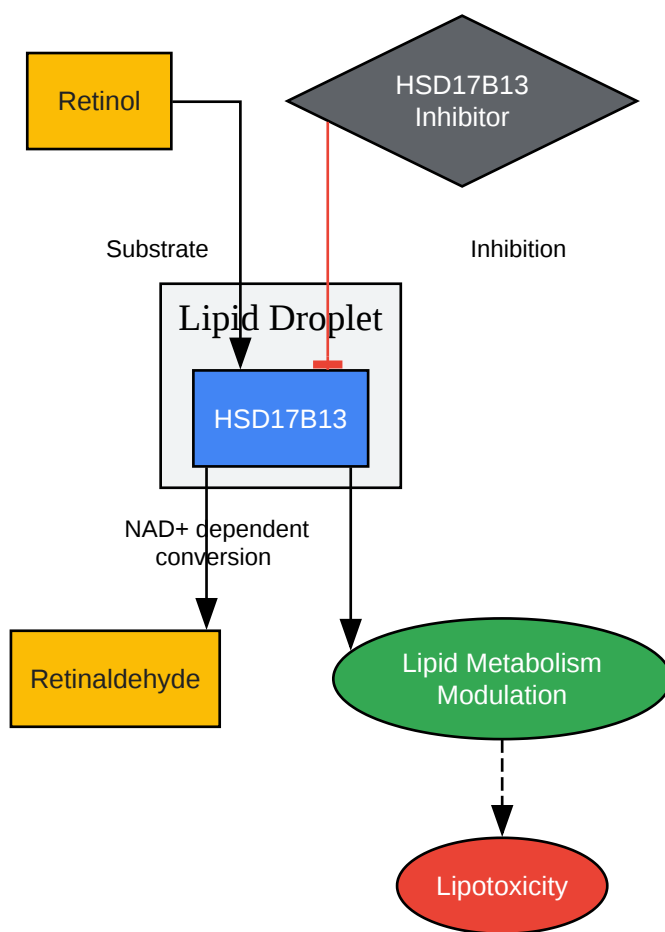 Retinol
HSD17B13
Inhibitor
Substrate
Inhibition
Lipid Droplet
HSD17B13
NAD+ dependent
conversion
Retinaldehyde
Lipid Metabolism
Modulation
Lipotoxicity